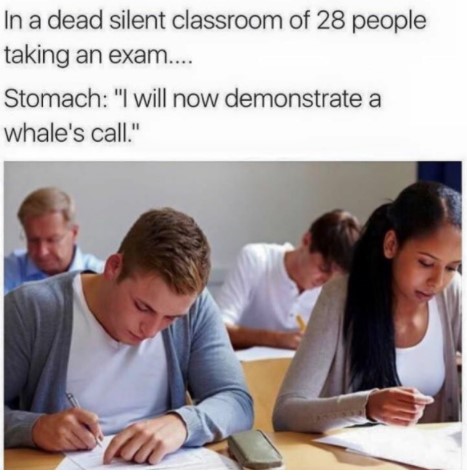 In a dead silent classroom of 28 people
taking an exam....
Stomach: "I will now demonstrate a
whale's call."